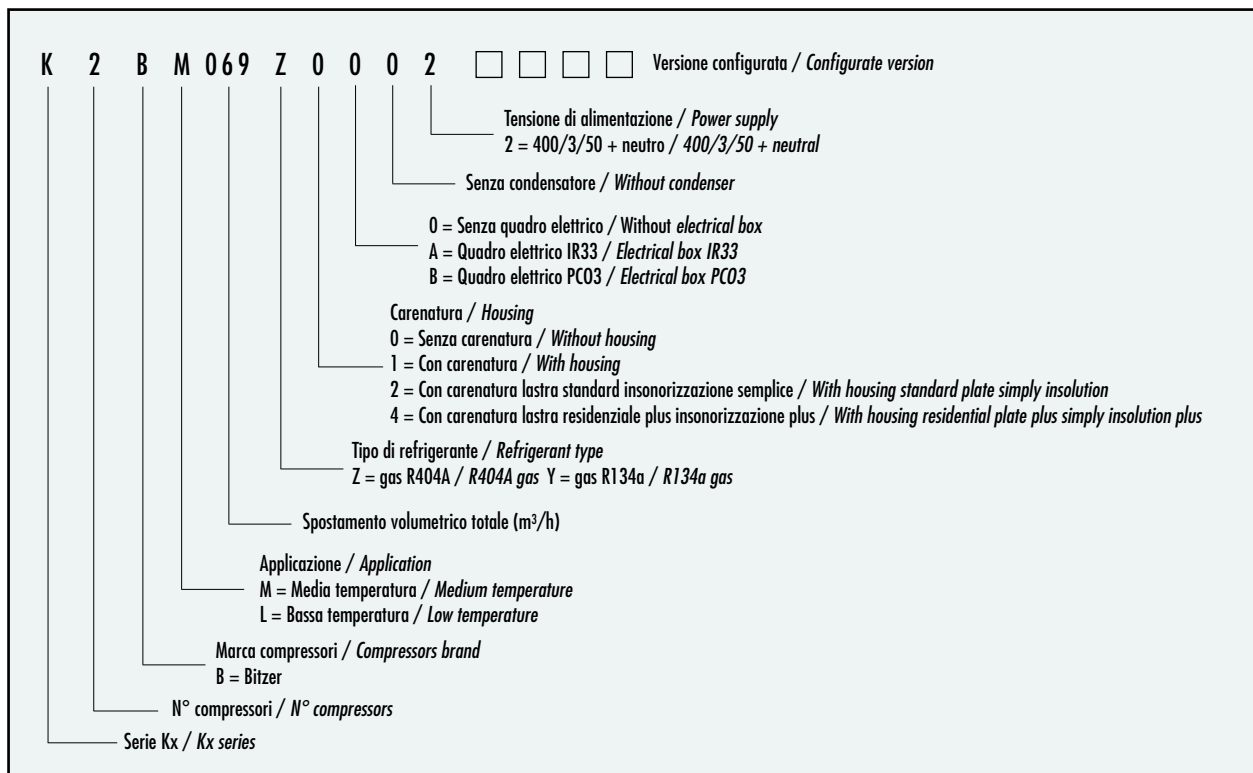 K 2 B M 069 Z 0 0 0 2 Versione configurata / Configurate version
Tensione di alimentazione / Power supply
2 = 400/3/50 + neutro / 400/3/50 + neutral
Senza condensatore / Without condenser
0 = Senza quadro elettrico / Without electrical box
A = Quadro elettrico IR33 / Electrical box IR33
B = Quadro elettrico PCO3 / Electrical box PCO3
Carenatura / Housing
0 = Senza carenatura / Without housing
1 = Con carenatura / With housing
2 = Con carenatura lastra standard insonorizzazione semplice / With housing standard plate simply insolution
4 = Con carenatura lastra residenziale plus insonorizzazione plus / With housing residential plate plus simply insolution plus
Tipo di refrigerante / Refrigerant type
Z = gas R404A / R404A gas Y = gas R134a / R134a gas
Spostamento volumetrico totale (m³/h)
Applicazione / Application
M = Media temperatura / Medium temperature
L = Bassa temperatura / Low temperature
Marca compressori / Compressors brand
B = Bitzer
N° compressori / N° compressors
Serie Kx / Kx series